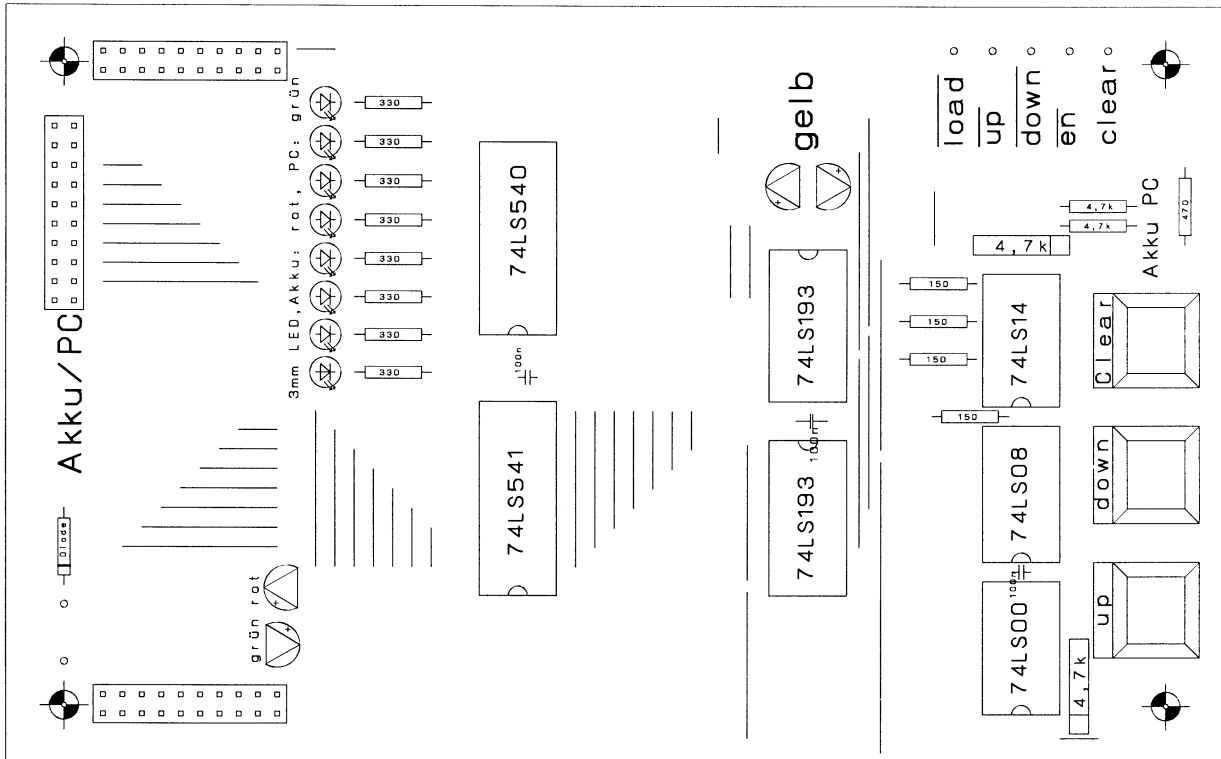 Akku/PC
Diode
grün rot
3mm LED,Akku: rot, PC: grün
330
330
330
330
330
330
330
330
74LS540
100n
74LS541
gelb
74LS193
100n
74LS193
load
up
down
en
clear
4,7k
4,7k
4,7k
Akku PC
470
150
150
150
150
74LS14
74LS08
100n
74LS00
4,7k
Clear
down
up